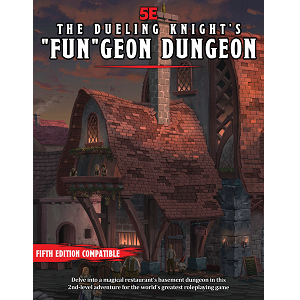 5E
THE DUELING KNIGHT'S
"FUN"GEON DUNGEON
FIFTH EDITION COMPATIBLE
Delve into a magical restaurant's basement dungeon in this
2nd-level adventure for the world's greatest roleplaying game